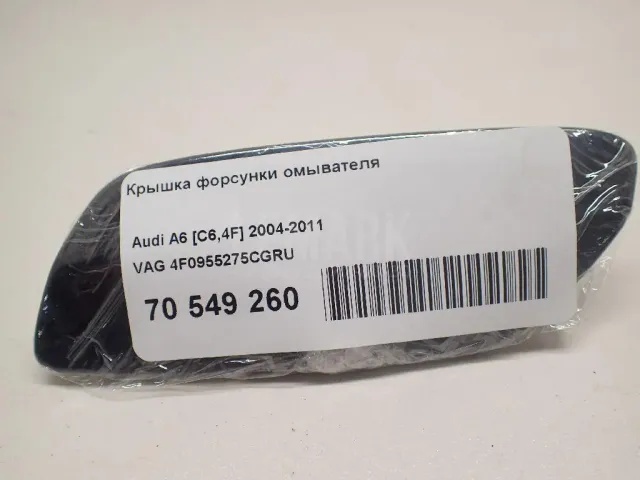 Крышка форсунки омывателя
Audi A6 [C6,4F] 2004-2011
VAG 4F0955275CGRU
70 549 260